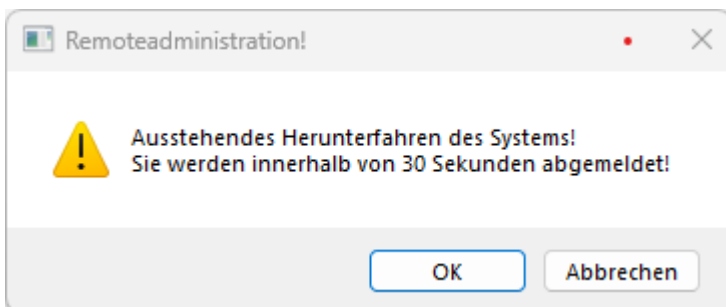 Remoteadministration!
Ausstehendes Herunterfahren des Systems!
Sie werden innerhalb von 30 Sekunden abgemeldet!
OK
Abbrechen